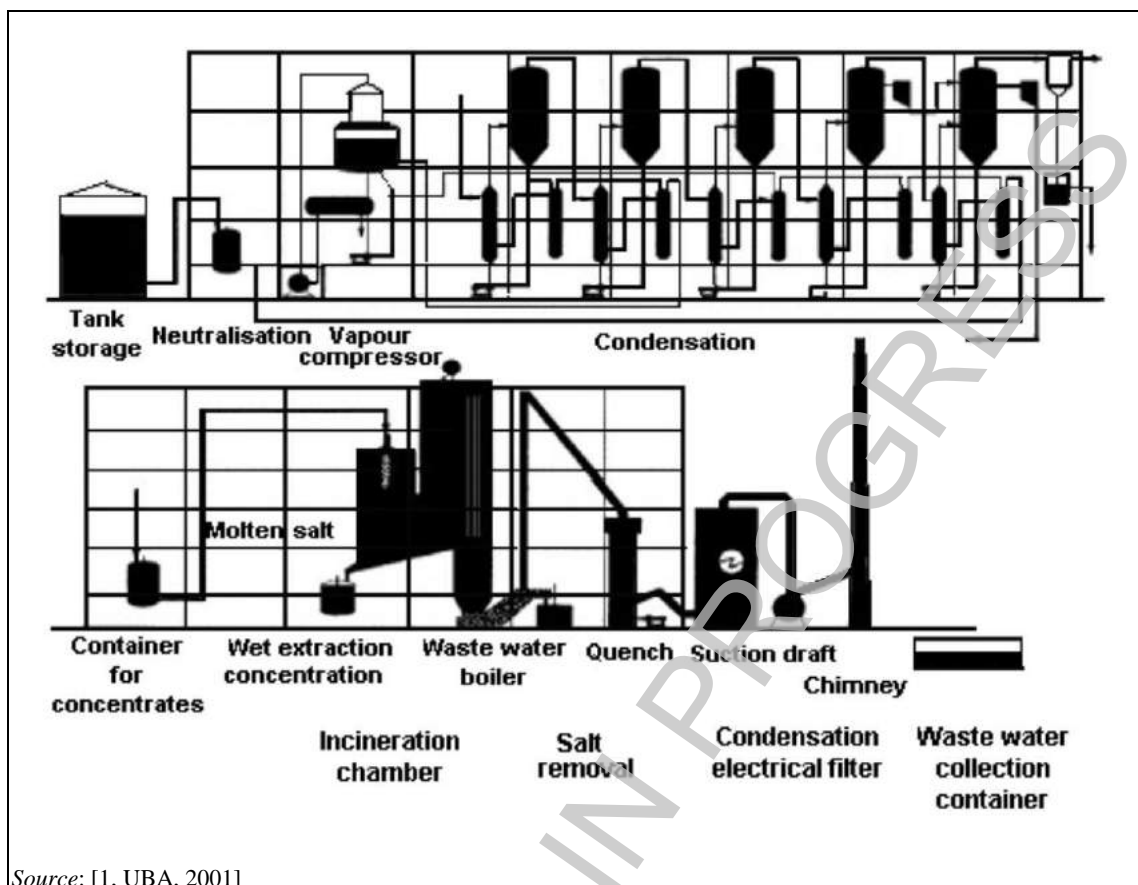 Tank
storage
Neutralisation
Vapour
compressor
Condensation
Molten salt
Container
for
concentrates
Wet extraction
concentration
Waste water
boiler
Quench
Suction draft
Chimney
Incineration
chamber
Salt
removal
Condensation
electrical filter
Waste water
collection
container
IN PROGRESS
Source: [1, UBA, 2001]